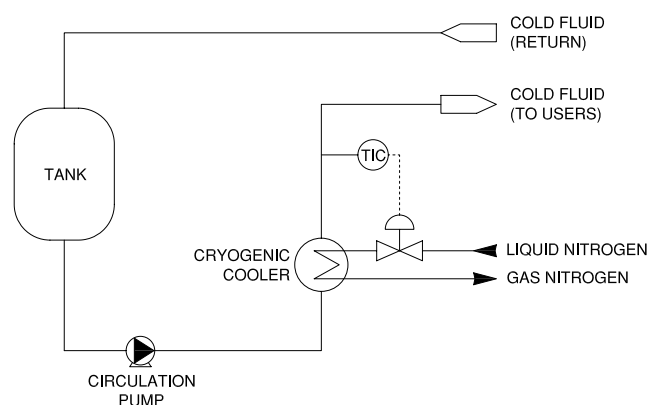 COLD FLUID
(RETURN)
COLD FLUID
(TO USERS)
TIC
TANK
CRYOGENIC
COOLER
LIQUID NITROGEN
GAS NITROGEN
CIRCULATION
PUMP